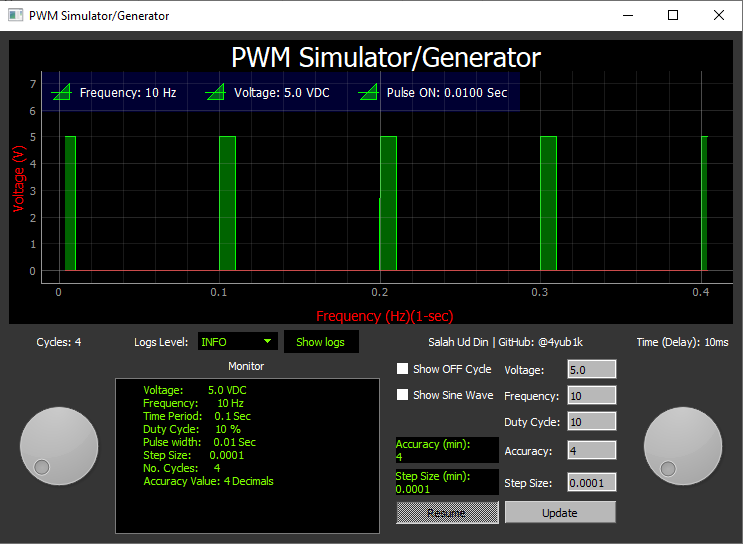 PWM Simulator/Generator
PWM Simulator/Generator
Frequency: 10 Hz Voltage: 5.0 VDC Pulse ON: 0.0100 Sec
7
6
5
4
3
2
1
0
Voltage (V)
0 0.1 0.2 0.3 0.4
Frequency (Hz)(1-sec)
Cycles: 4 Logs Level: INFO Show logs Salah Ud Din | GitHub: @4yub1k Time (Delay): 10ms
Monitor
Voltage: 5.0 VDC
Frequency: 10 Hz
Time Period: 0.1 Sec
Duty Cycle: 10 %
Pulse width: 0.01 Sec
Step Size: 0.0001
No. Cycles: 4
Accuracy Value: 4 Decimals
Show OFF Cycle Voltage: 5.0
Show Sine Wave Frequency: 10
Duty Cycle: 10
Accuracy (min):
4
Accuracy: 4
Step Size (min):
0.0001
Step Size: 0.0001
Resume Update